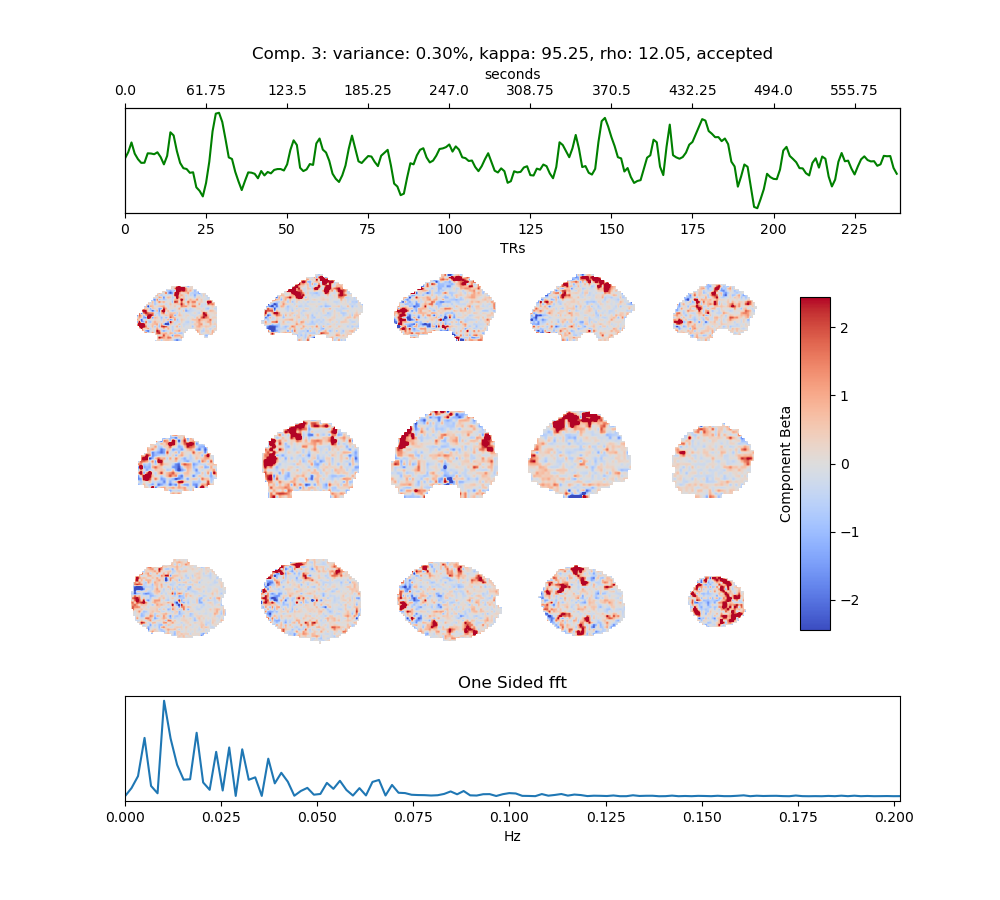 Comp. 3: variance: 0.30%, kappa: 95.25, rho: 12.05, accepted
seconds
0.0 61.75 123.5 185.25 247.0 308.75 370.5 432.25 494.0 555.75
0 25 50 75 100 125 150 175 200 225
TRs
2
1
0
−1
−2
Component Beta
One Sided fft
0.000 0.025 0.050 0.075 0.100 0.125 0.150 0.175 0.200
Hz